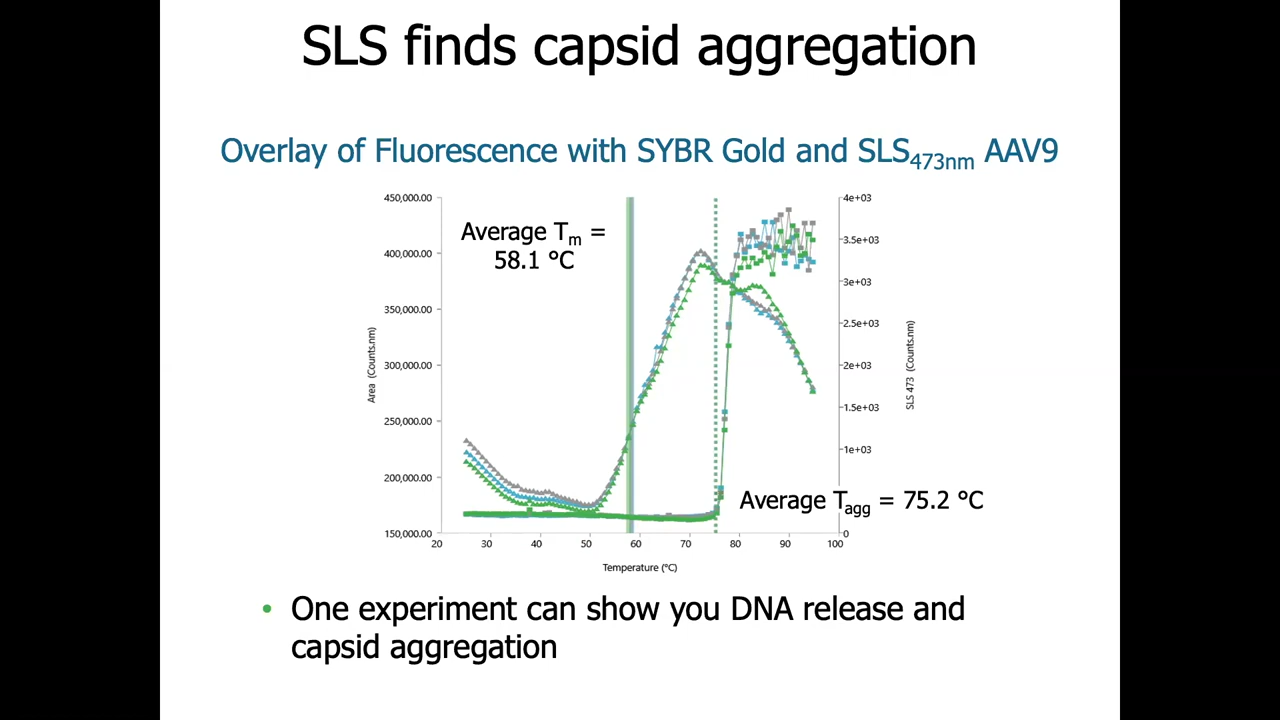 SLS finds capsid aggregation
Overlay of Fluorescence with SYBR Gold and SLS473nm AAV9
Average Tm =
58.1 °C
450,000.00
400,000.00
350,000.00
300,000.00
250,000.00
200,000.00
150,000.00
Area (Counts.nm)
4e+03
3.5e+03
3e+03
2.5e+03
2e+03
1.5e+03
1e+03
0
SLS 473 (Counts.nm)
Average Tagg = 75.2 °C
20 30 40 50 60 70 80 90 100
Temperature (°C)
• One experiment can show you DNA release and
capsid aggregation